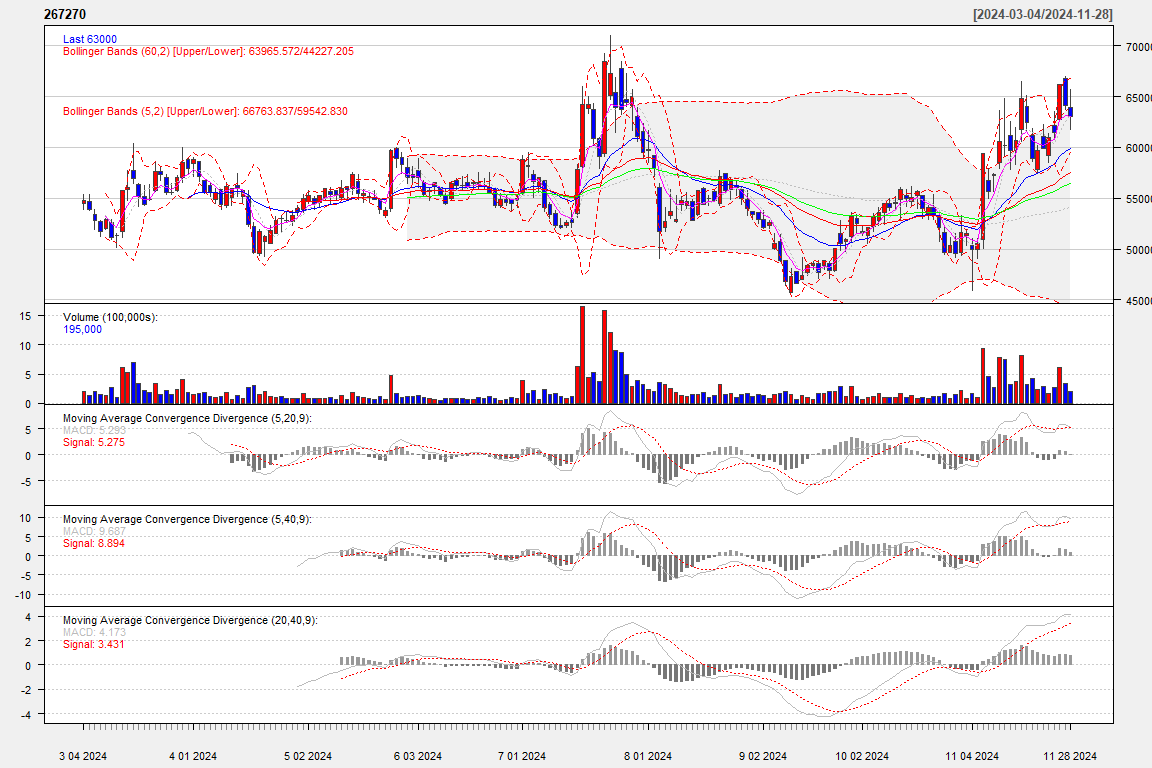 267270 [2024-03-04/2024-11-28]
Last 63000
Bollinger Bands (60,2) [Upper/Lower]: 63965.572/44227.205
Bollinger Bands (5,2) [Upper/Lower]: 66763.837/59542.830
70000
65000
60000
55000
50000
45000
Volume (100,000s):
195,000
15
10
5
0
Moving Average Convergence Divergence (5,20,9):
MACD: 5.293
Signal: 5.275
5
0
-5
Moving Average Convergence Divergence (5,40,9):
MACD: 9.687
Signal: 8.894
10
5
0
-5
-10
Moving Average Convergence Divergence (20,40,9):
MACD: 4.173
Signal: 3.431
4
2
0
-2
-4
3 04 2024 4 01 2024 5 02 2024 6 03 2024 7 01 2024 8 01 2024 9 02 2024 10 02 2024 11 04 2024 11 28 2024